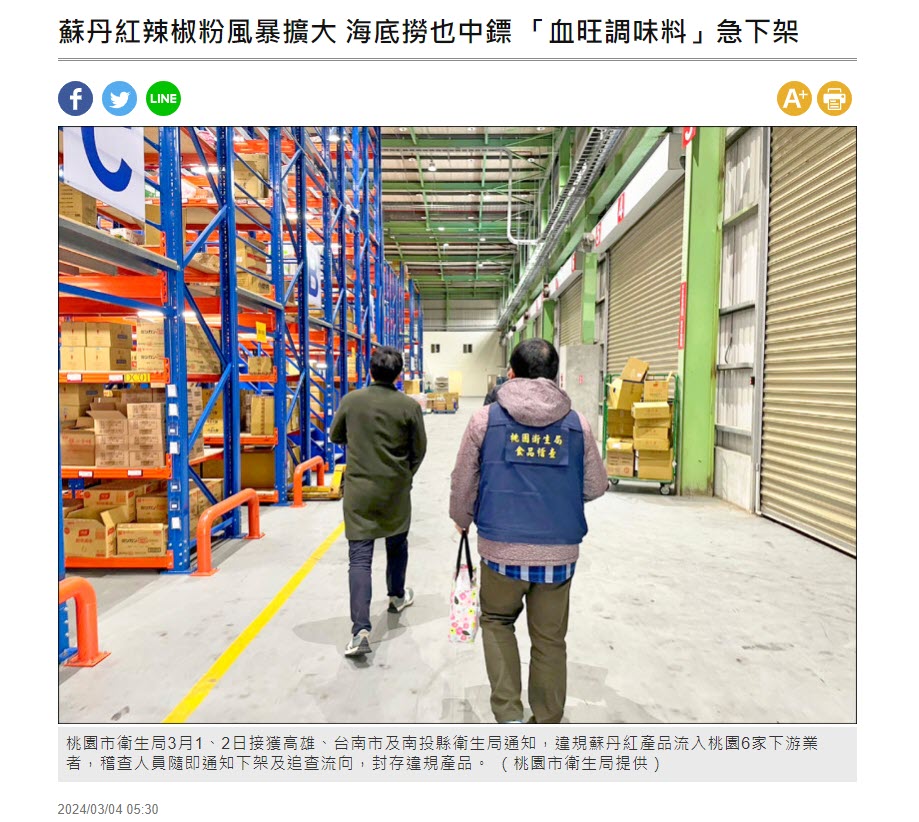 蘇丹紅辣椒粉風暴擴大 海底撈也中鏢 「血旺調味料」急下架
f
LINE
A+
C
DC01
桃園衛生局
食品稽查
桃園市衛生局3月1、2日接獲高雄、台南市及南投縣衛生局通知，違規蘇丹紅產品流入桃園6家下游業
者，稽查人員隨即通知下架及追查流向，封存違規產品。（桃園市衛生局提供）
2024/03/04 05:30